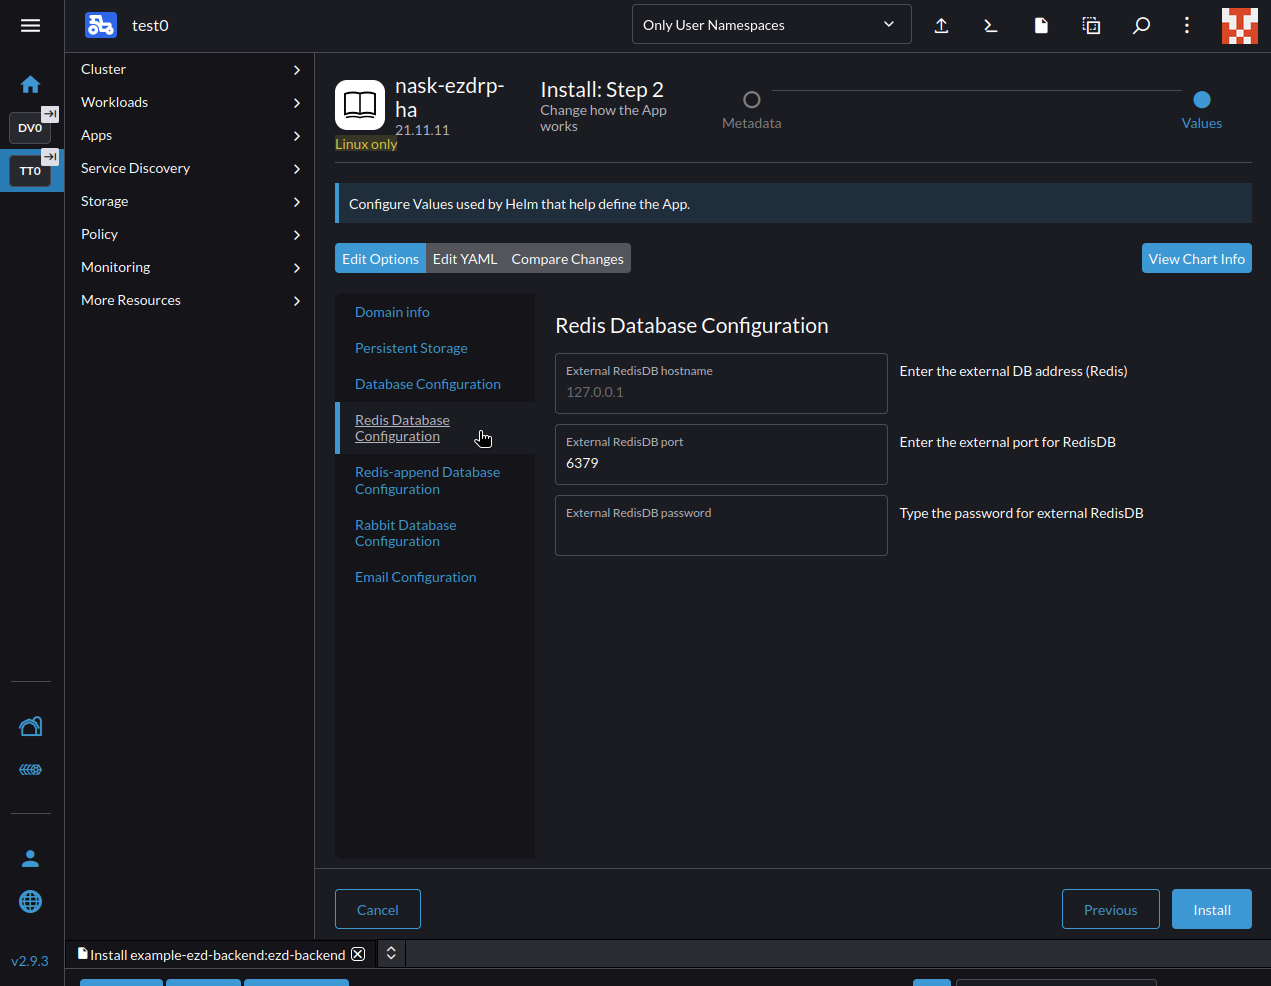 test0
Only User Namespaces
DV0
TT0
Cluster
Workloads
Apps
Service Discovery
Storage
Policy
Monitoring
More Resources
nask-ezdrp-
ha
21.11.11
Linux only
Install: Step 2
Change how the App
works
Metadata
Values
Configure Values used by Helm that help define the App.
Edit Options
Edit YAML
Compare Changes
View Chart Info
Domain info
Persistent Storage
Database Configuration
Redis Database
Configuration
Redis-append Database
Configuration
Rabbit Database
Configuration
Email Configuration
Redis Database Configuration
External RedisDB hostname
127.0.0.1
Enter the external DB address (Redis)
External RedisDB port
6379
Enter the external port for RedisDB
External RedisDB password
Type the password for external RedisDB
Cancel
Previous
Install
v2.9.3
Install example-ezd-backend:ezd-backend